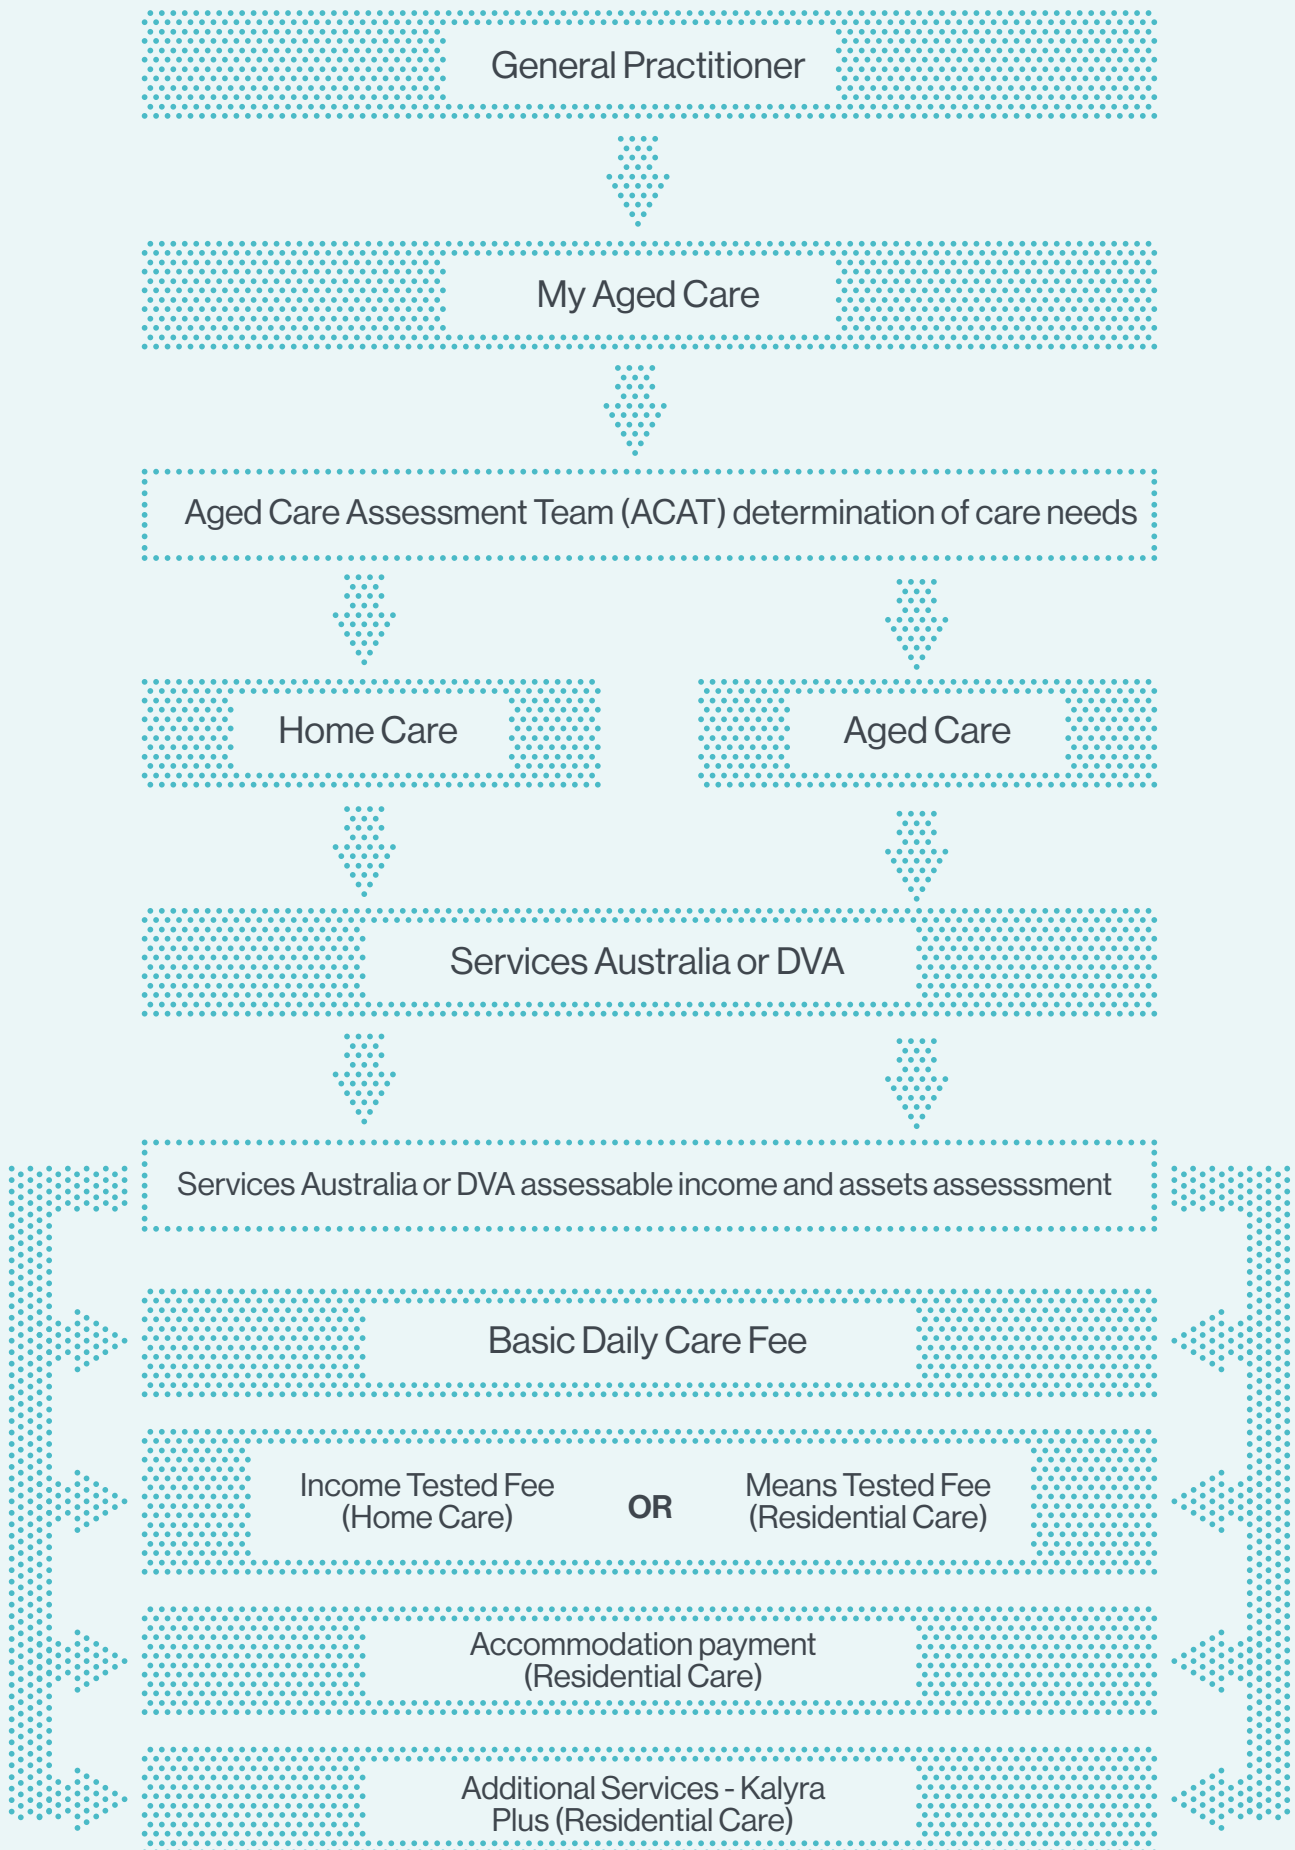 General Practitioner
My Aged Care
Aged Care Assessment Team (ACAT) determination of care needs
Home Care
Aged Care
Services Australia or DVA
Services Australia or DVA assessable income and assets assesssment
Basic Daily Care Fee
Income Tested Fee
(Home Care)
OR
Means Tested Fee
(Residential Care)
Accommodation payment
(Residential Care)
Additional Services - Kalyra
Plus (Residential Care)